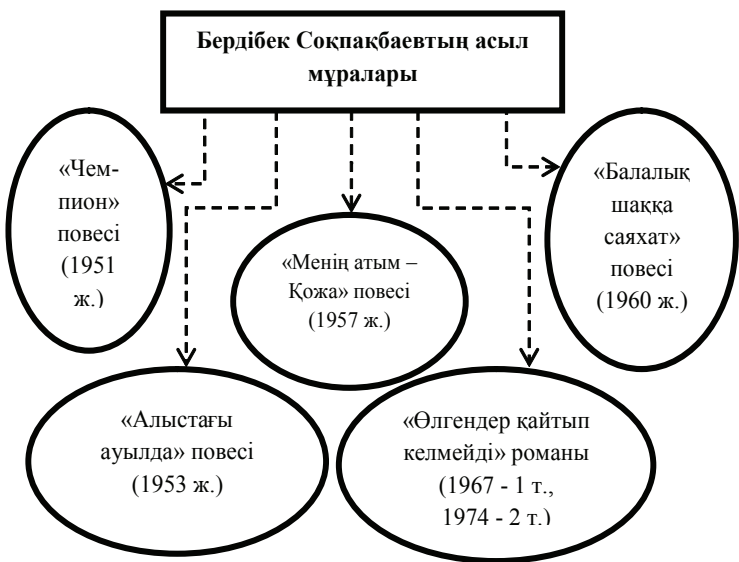 Бердібек Соқпақбаевтың асыл
мұралары
«Чем-
пион»
повесі
(1951
ж.)
«Алыстағы
ауылда» повесі
(1953 ж.)
«Менің атым –
Қожа» повесі
(1957 ж.)
«Өлгендер қайтып
келмейді» романы
(1967 - 1 т.,
1974 - 2 т.)
«Балалық
шаққа
саяхат»
повесі
(1960 ж.)